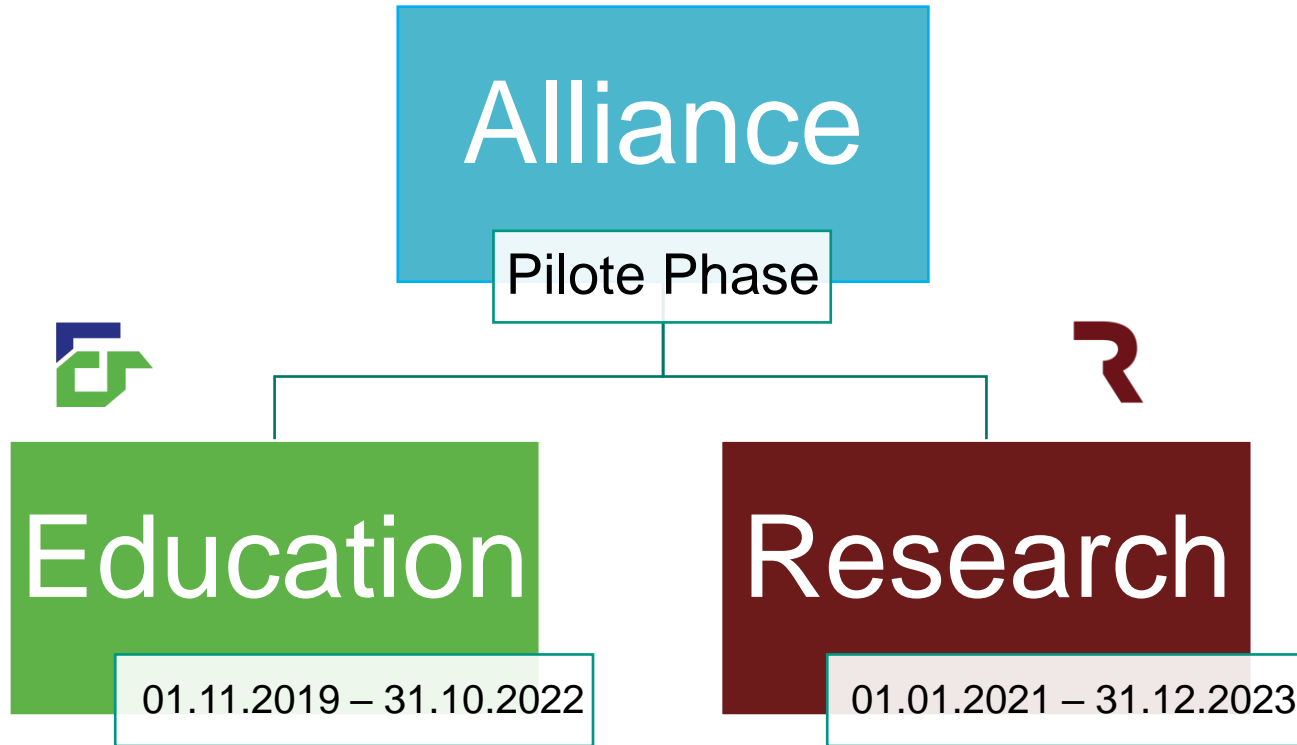 Alliance
Pilote Phase
Education
01.11.2019 – 31.10.2022
Research
01.01.2021 – 31.12.2023